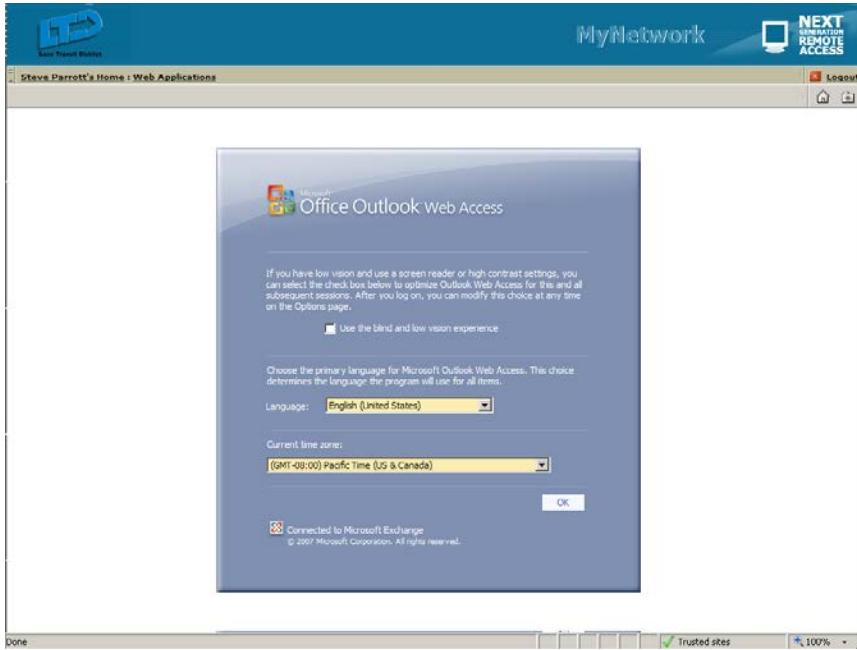 LTD
Lane Transit District
MyNetwork
NEXT
GENERATION
REMOTE
ACCESS
Steve Parrott's Home : Web Applications
Logout
Microsoft
Office Outlook Web Access
If you have low vision and use a screen reader or high contrast settings, you
can select the check box below to optimize Outlook Web Access for this and all
subsequent sessions. After you log on, you can modify this choice at any time
on the Options page.
Use the blind and low vision experience
Choose the primary language for Microsoft Outlook Web Access. This choice
determines the language the program will use for all items.
Language: English (United States)
Current time zone:
(GMT-08:00) Pacific Time (US & Canada)
OK
Connected to Microsoft Exchange
© 2007 Microsoft Corporation. All rights reserved.
Done
Trusted sites
100%